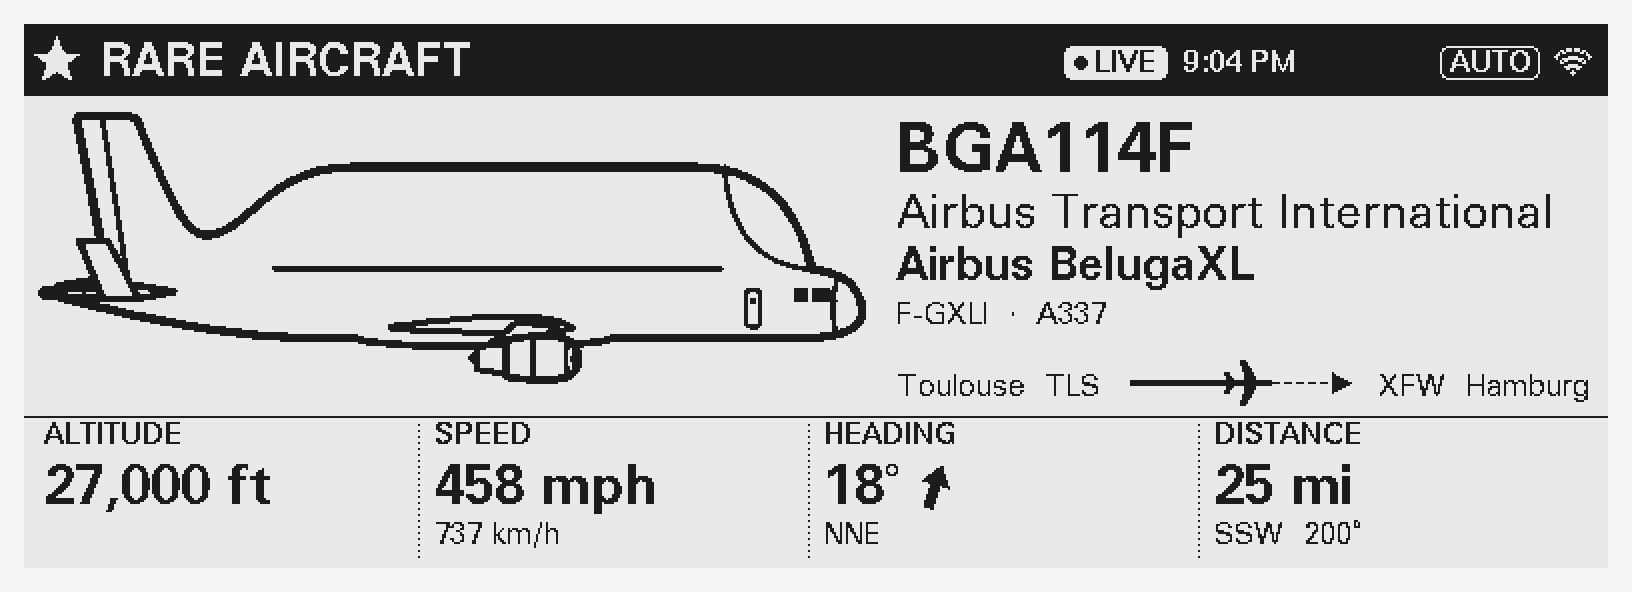 RARE AIRCRAFT
LIVE 9:04 PM AUTO
BGA114F
Airbus Transport International
Airbus BelugaXL
F-GXLI · A337
Toulouse TLS XFW Hamburg
ALTITUDE
27,000 ft
SPEED
458 mph
737 km/h
HEADING
18°
NNE
DISTANCE
25 mi
SSW 200°